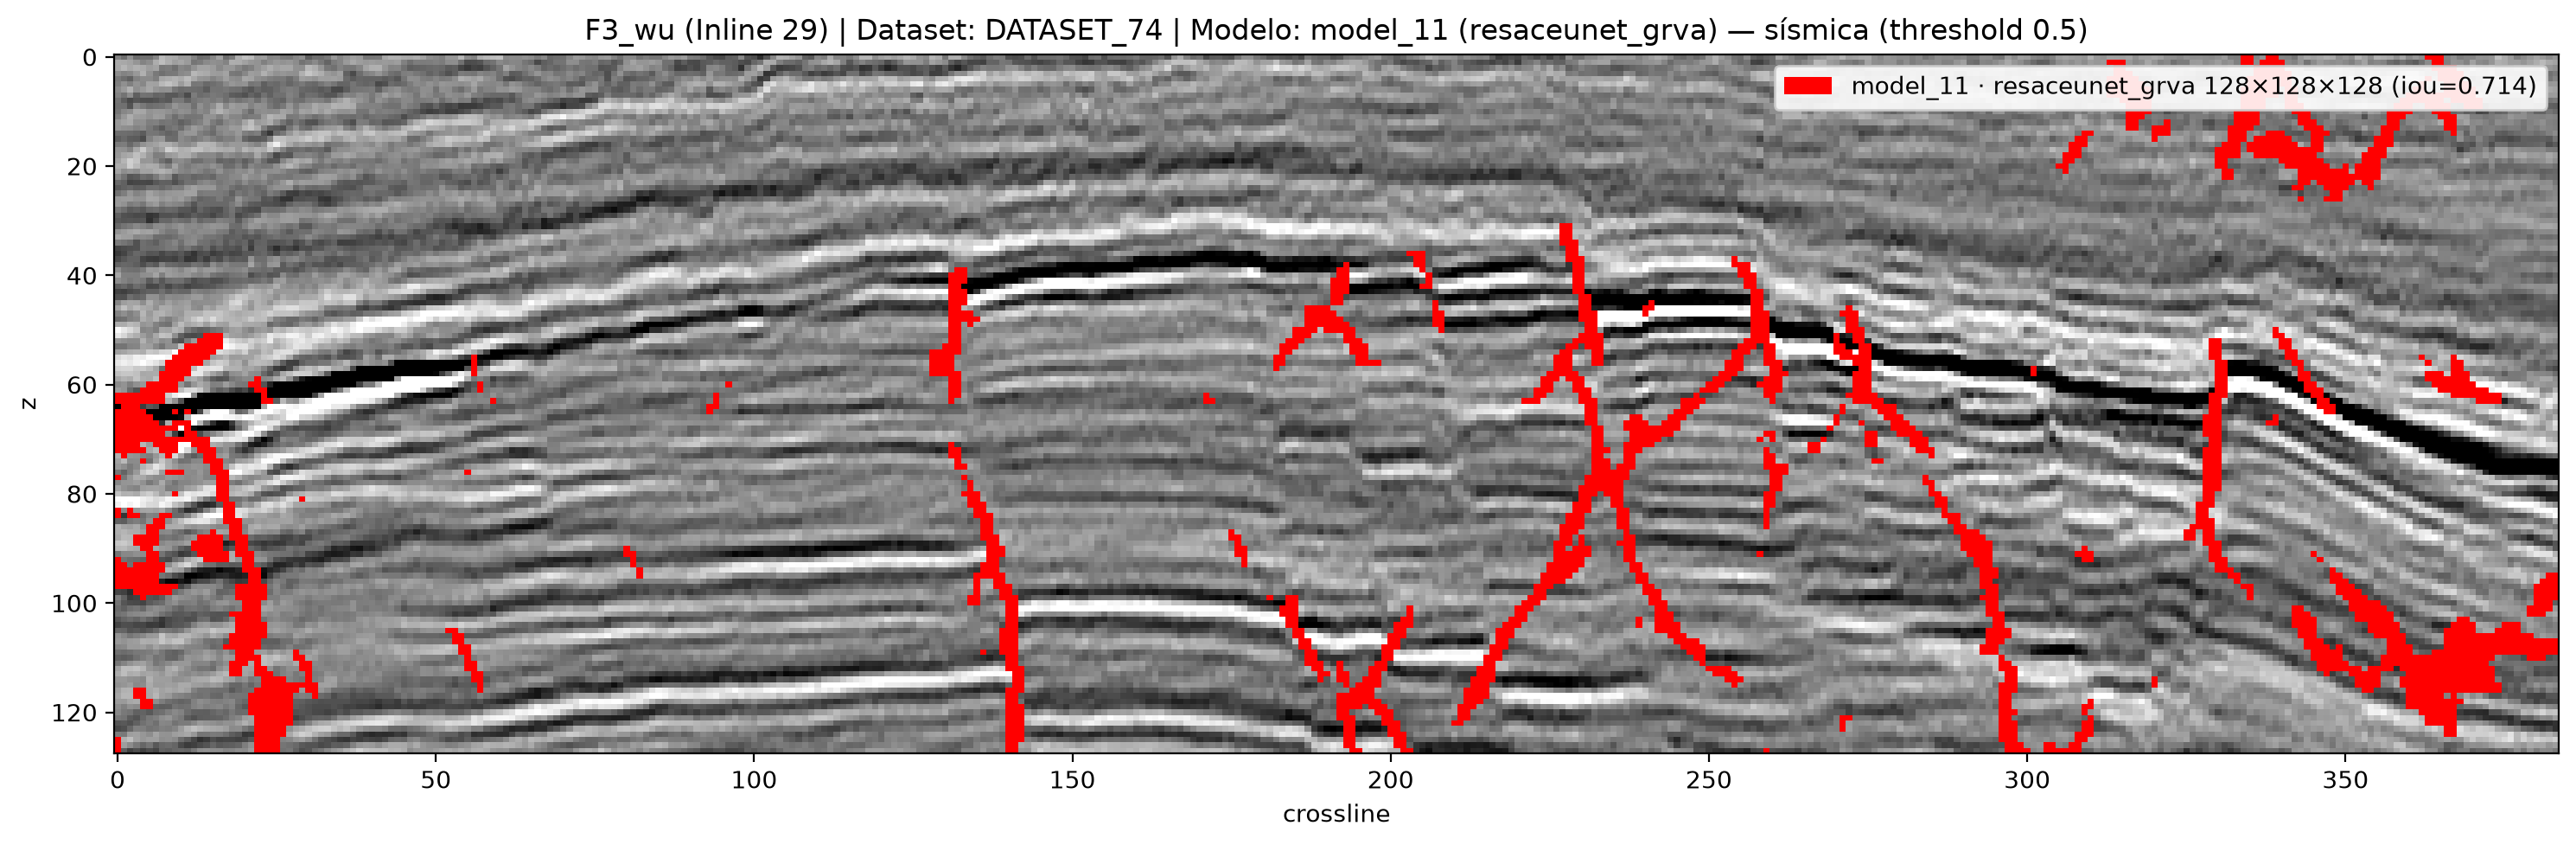 F3_wu (Inline 29) | Dataset: DATASET_74 | Modelo: model_11 (resaceunet_grva) — sísmica (threshold 0.5)
model_11 · resaceunet_grva 128×128×128 (iou=0.714)
0
20
40
60
80
100
120
z
0 50 100 150 200 250 300 350
crossline